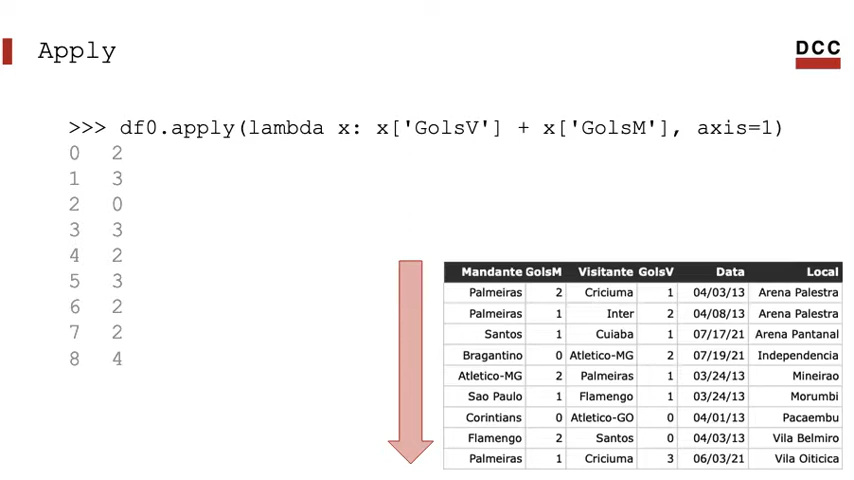 Apply
DCC
>>> df0.apply(lambda x: x['GolsV'] + x['GolsM'], axis=1)
0 2
1 3
2 0
3 3
4 2
5 3
6 2
7 2
8 4
Mandante GolsM Visitante GolsV Data Local
Palmeiras 2 Criciuma 1 04/03/13 Arena Palestra
Palmeiras 1 Inter 2 04/08/13 Arena Palestra
Santos 1 Cuiaba 1 07/17/21 Arena Pantanal
Bragantino 0 Atletico-MG 2 07/19/21 Independencia
Atletico-MG 2 Palmeiras 1 03/24/13 Mineirao
Sao Paulo 1 Flamengo 1 03/24/13 Morumbi
Corintians 0 Atletico-GO 0 04/01/13 Pacaembu
Flamengo 2 Santos 0 04/03/13 Vila Belmiro
Palmeiras 1 Criciuma 3 06/03/21 Vila Oiticica